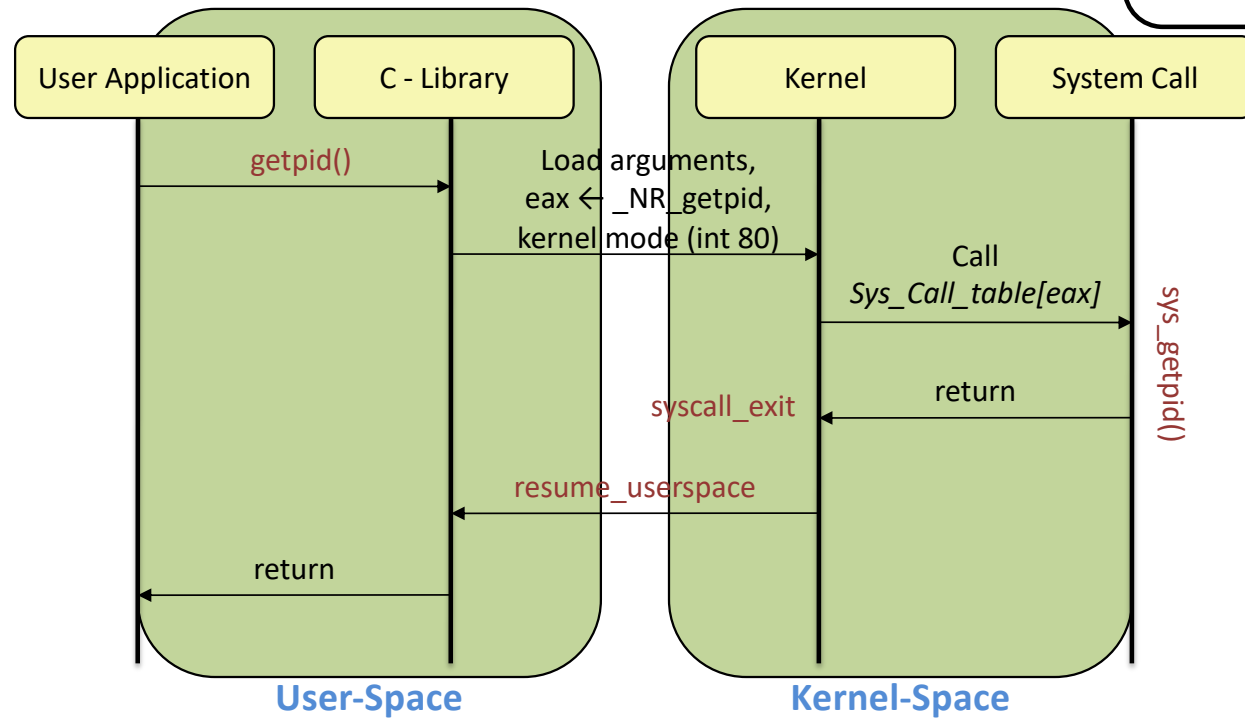 User Application
C - Library
Kernel
System Call
getpid()
Load arguments,
eax ← _NR_getpid,
kernel mode (int 80)
Call
Sys_Call_table[eax]
sys_getpid()
return
syscall_exit
resume_userspace
return
User-Space
Kernel-Space